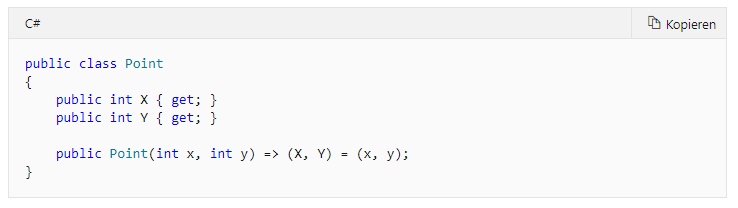 C#
Kopieren
public class Point
{
    public int X { get; }
    public int Y { get; }

    public Point(int x, int y) => (X, Y) = (x, y);
}